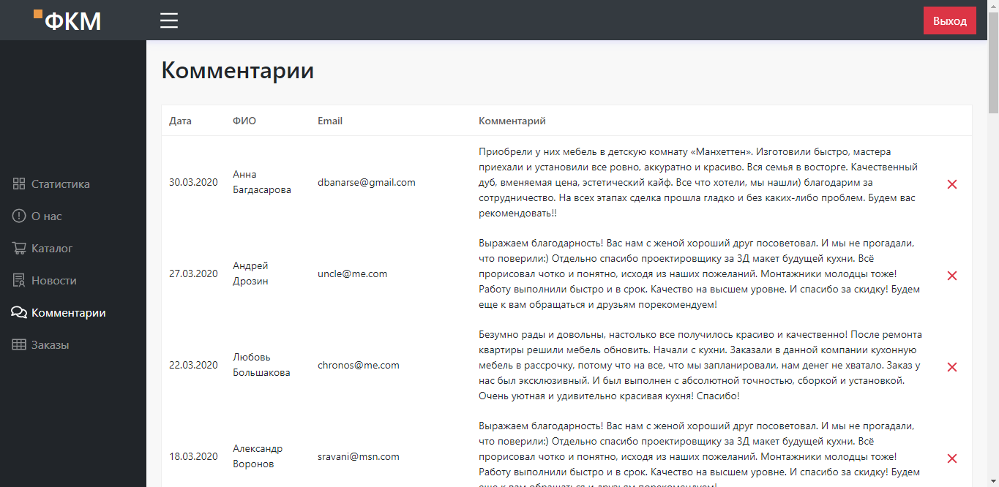 ФКМ
Выход
Комментарии
Статистика
О нас
Каталог
Новости
Комментарии
Заказы
Дата ФИО Email Комментарий
Приобрели у них мебель в детскую комнату «Манхеттен». Изготовили быстро, мастера
приехали и установили все ровно, аккуратно и красиво. Вся семья в восторге. Качественный
30.03.2020 Анна Багдасарова dbanarse@gmail.com дуб, вменяемая цена, эстетический кайф. Все что хотели, мы нашли) благодарим за
сотрудничество. На всех этапах сделка прошла гладко и без каких-либо проблем. Будем вас
рекомендовать!!
Выражаем благодарность! Вас нам с женой хороший друг посоветовал. И мы не прогадали,
что поверили:) Отдельно спасибо проектировщику за 3Д макет будущей кухни. Всё
27.03.2020 Андрей Дрозин uncle@me.com прорисовал чотко и понятно, исходя из наших пожеланий. Монтажники молодцы тоже!
Работу выполнили быстро и в срок. Качество на высшем уровне. И спасибо за скидку! Будем
еще к вам обращаться и друзьям порекомендуем!
Безумно рады и довольны, настолько все получилось красиво и качественно! После ремонта
квартиры решили мебель обновить. Начали с кухни. Заказали в данной компании кухонную
22.03.2020 Любовь Большакова chronos@me.com мебель в рассрочку, потому что на все, что мы запланировали, нам денег не хватало. Заказ у
нас был эксклюзивный. И был выполнен с абсолютной точностью, сборкой и установкой.
Очень уютная и удивительно красивая кухня! Спасибо!
Выражаем благодарность! Вас нам с женой хороший друг посоветовал. И мы не прогадали,
что поверили:) Отдельно спасибо проектировщику за 3Д макет будущей кухни. Всё
18.03.2020 Александр Воронов sravani@msn.com прорисовал чотко и понятно, исходя из наших пожеланий. Монтажники молодцы тоже!
Работу выполнили быстро и в срок. Качество на высшем уровне. И спасибо за скидку! Будем
еще к вам обращаться и друзьям порекомендуем!